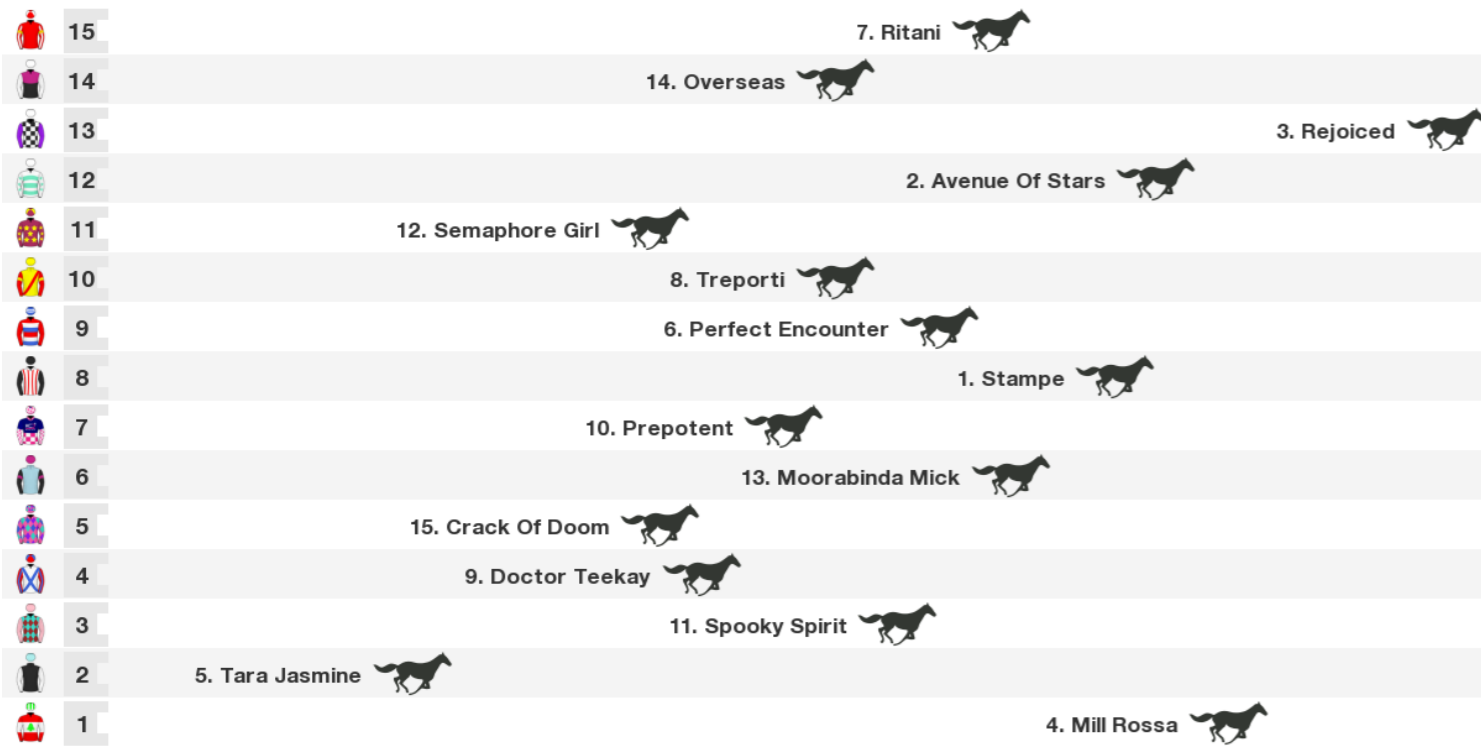 15 7. Ritani
14 14. Overseas
13 3. Rejoiced
12 2. Avenue Of Stars
11 12. Semaphore Girl
10 8. Treporti
9 6. Perfect Encounter
8 1. Stampe
7 10. Prepotent
6 13. Moorabinda Mick
5 15. Crack Of Doom
4 9. Doctor Teekay
3 11. Spooky Spirit
2 5. Tara Jasmine
1 4. Mill Rossa